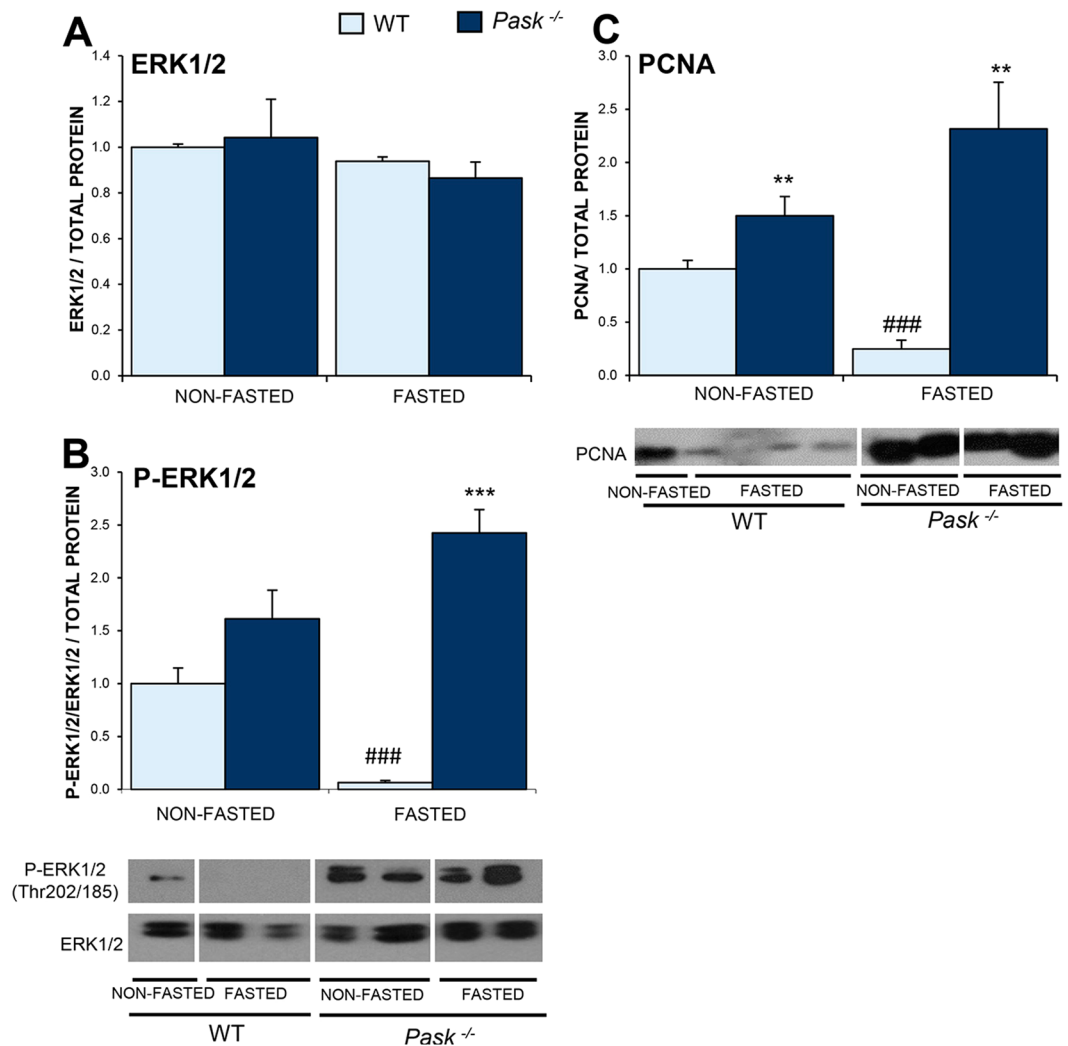 WT
Pask -/-
A
ERK1/2
ERK1/2 / TOTAL PROTEIN
1.4
1.2
1.0
0.8
0.6
0.4
0.2
0.0
NON-FASTED FASTED
B
P-ERK1/2
P-ERK1/2/ERK1/2 / TOTAL PROTEIN
3.0
2.5
2.0
1.5
1.0
0.5
0.0
***
###
NON-FASTED FASTED
P-ERK1/2
(Thr202/185)
ERK1/2
NON-FASTED FASTED NON-FASTED FASTED
WT Pask -/-
C
PCNA
PCNA/ TOTAL PROTEIN
3.0
2.5
2.0
1.5
1.0
0.5
0.0
**
**
###
NON-FASTED FASTED
PCNA
NON-FASTED FASTED NON-FASTED FASTED
WT Pask -/-